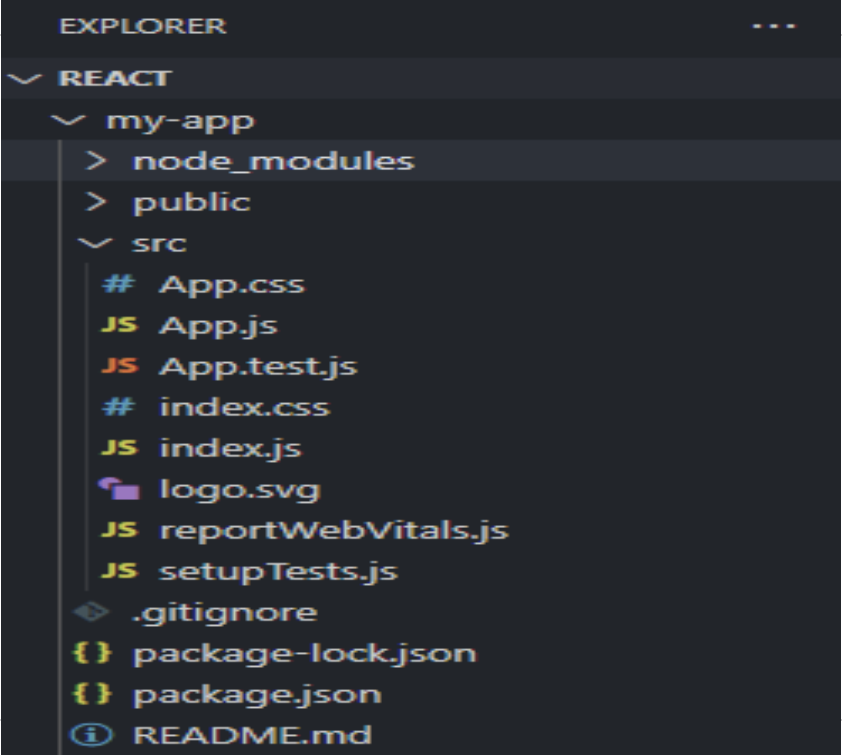 EXPLORER ...
REACT
my-app
node_modules
public
src
# App.css
JS App.js
JS App.test.js
# index.css
JS index.js
logo.svg
JS reportWebVitals.js
JS setupTests.js
.gitignore
{} package-lock.json
{} package.json
README.md